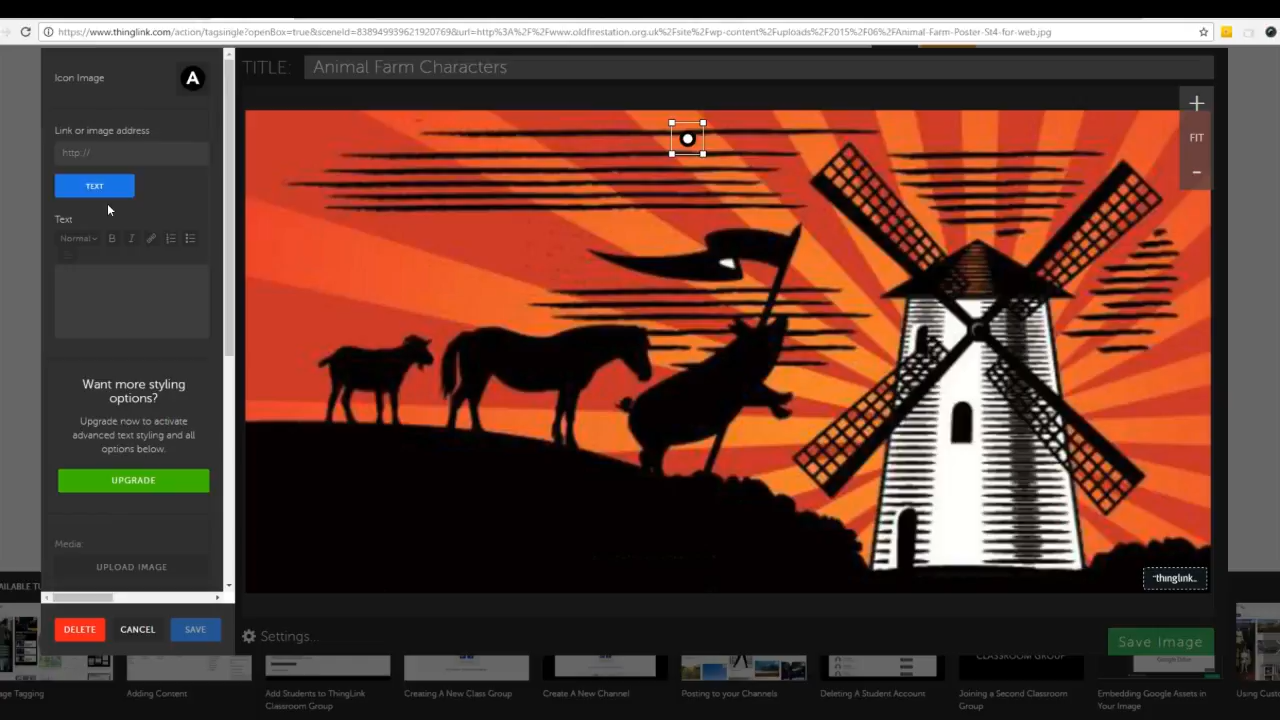 https://www.thinglink.com/action/tagsingle?openBox=true&sceneId=838949939621920769&url=http%3A%2F%2Fwww.oldfirestation.org.uk%2Fsite%2Fwp-content%2Fuploads%2F2015%2F06%2FAnimal-Farm-Poster-St4-for-web.jpg
Icon Image
A
TITLE: Animal Farm Characters
Link or image address
http://
TEXT
Text
Normal
B I
FIT
Want more styling
options?
Upgrade now to activate
advanced text styling and all
options below.
UPGRADE
Media:
UPLOAD IMAGE
thinglink..
DELETE CANCEL SAVE
Settings...
Save Image
Tagging
Adding Content
Add Students to ThingLink
Classroom Group
Creating A New Class Group
Create A New Channel
Posting to your Channels
Deleting A Student Account
CLASSROOM GROUP
Joining a Second Classroom
Group
Embedding Google Assets in
Your Image